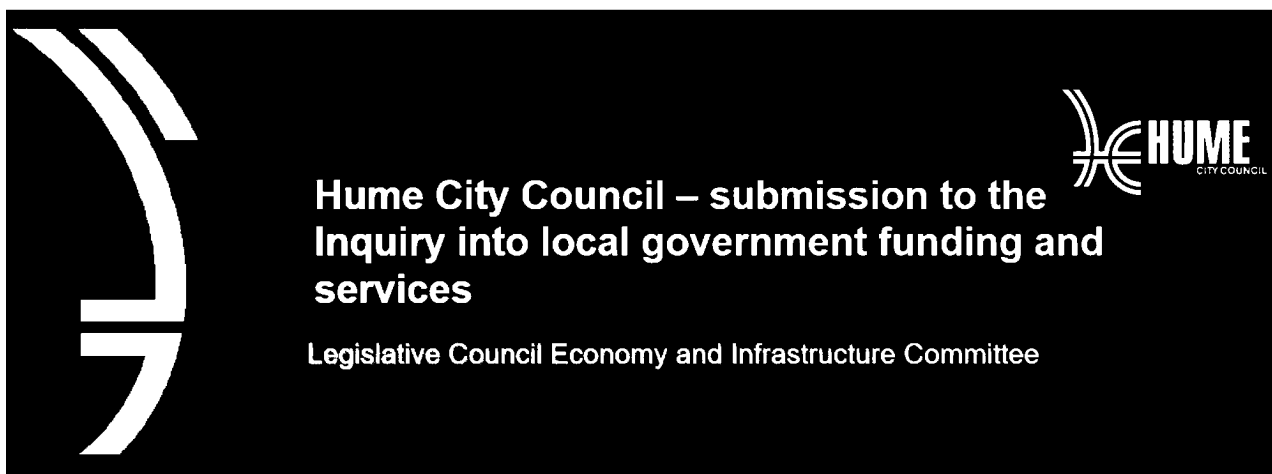 HUME
CITY COUNCIL
Hume City Council – submission to the
Inquiry into local government funding and
services
Legislative Council Economy and Infrastructure Committee